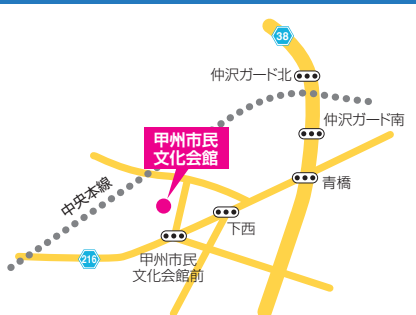 38
仲沢ガード北
仲沢ガード南
甲州市民
文化会館
中央本線
青橋
下西
216
甲州市民
文化会館前